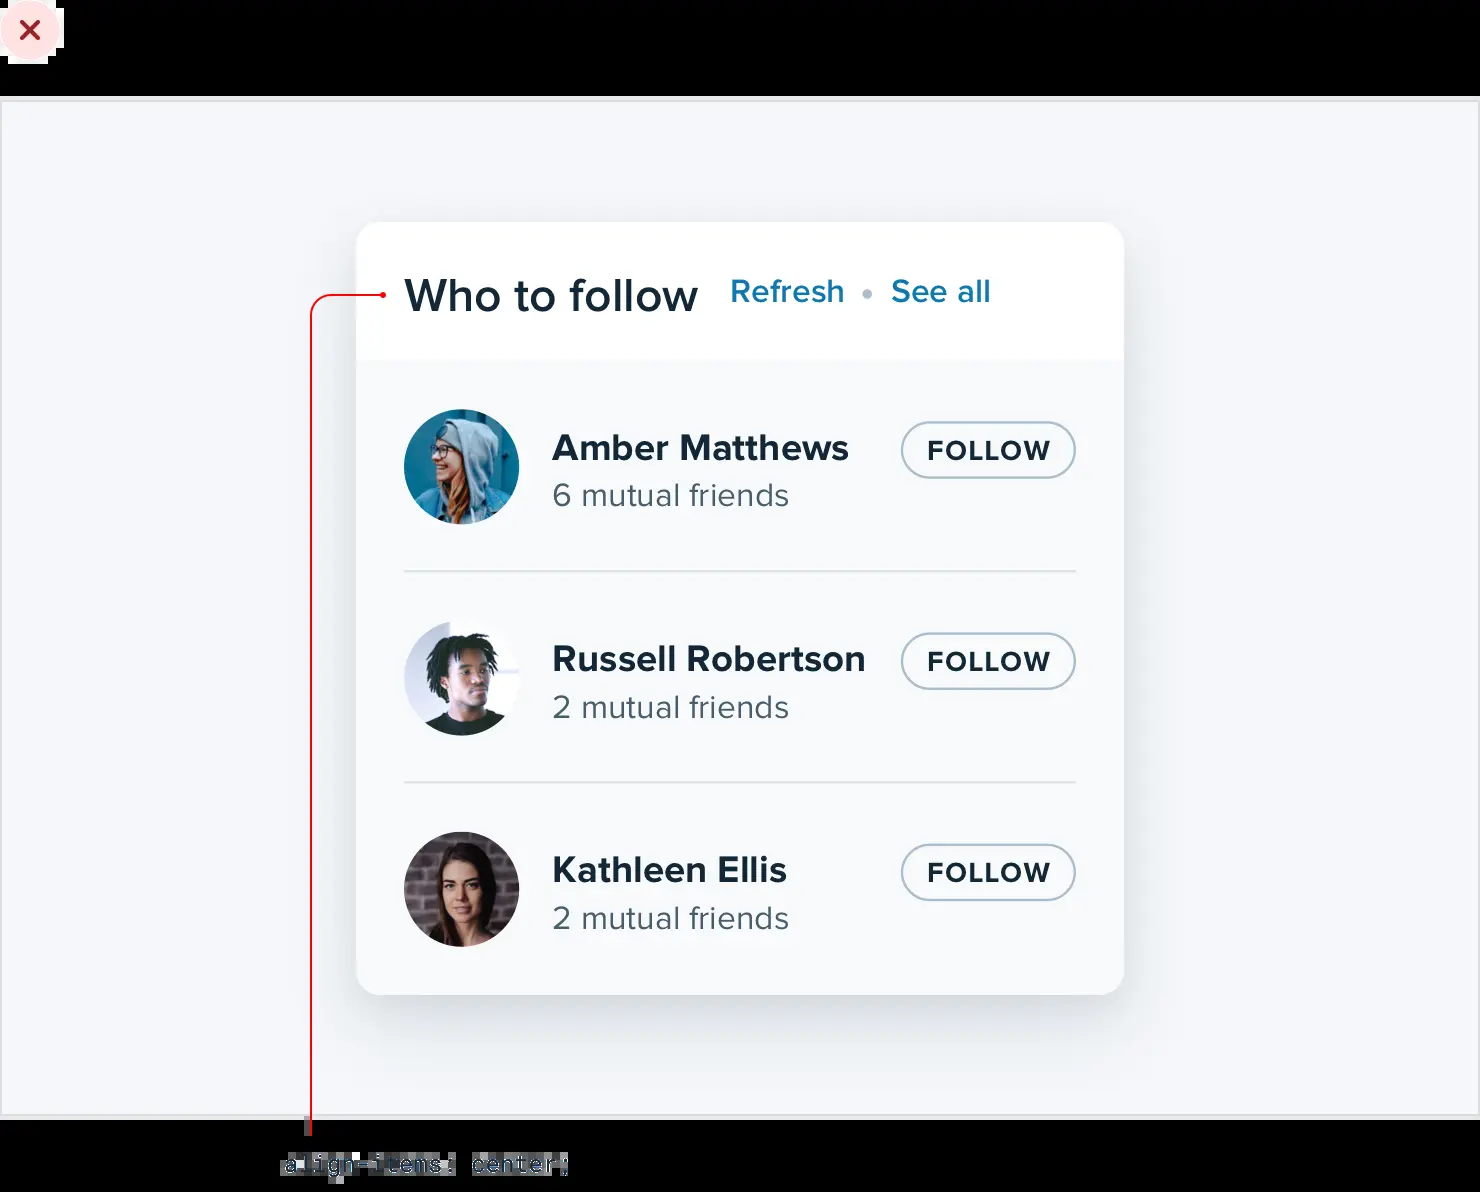 Who to follow Refresh • See all
Amber Matthews FOLLOW
6 mutual friends
Russell Robertson FOLLOW
2 mutual friends
Kathleen Ellis FOLLOW
2 mutual friends
align-items: center;